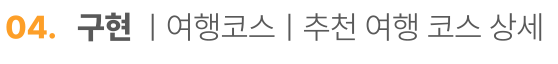 04. 구현 | 여행코스 | 추천 여행 코스 상세